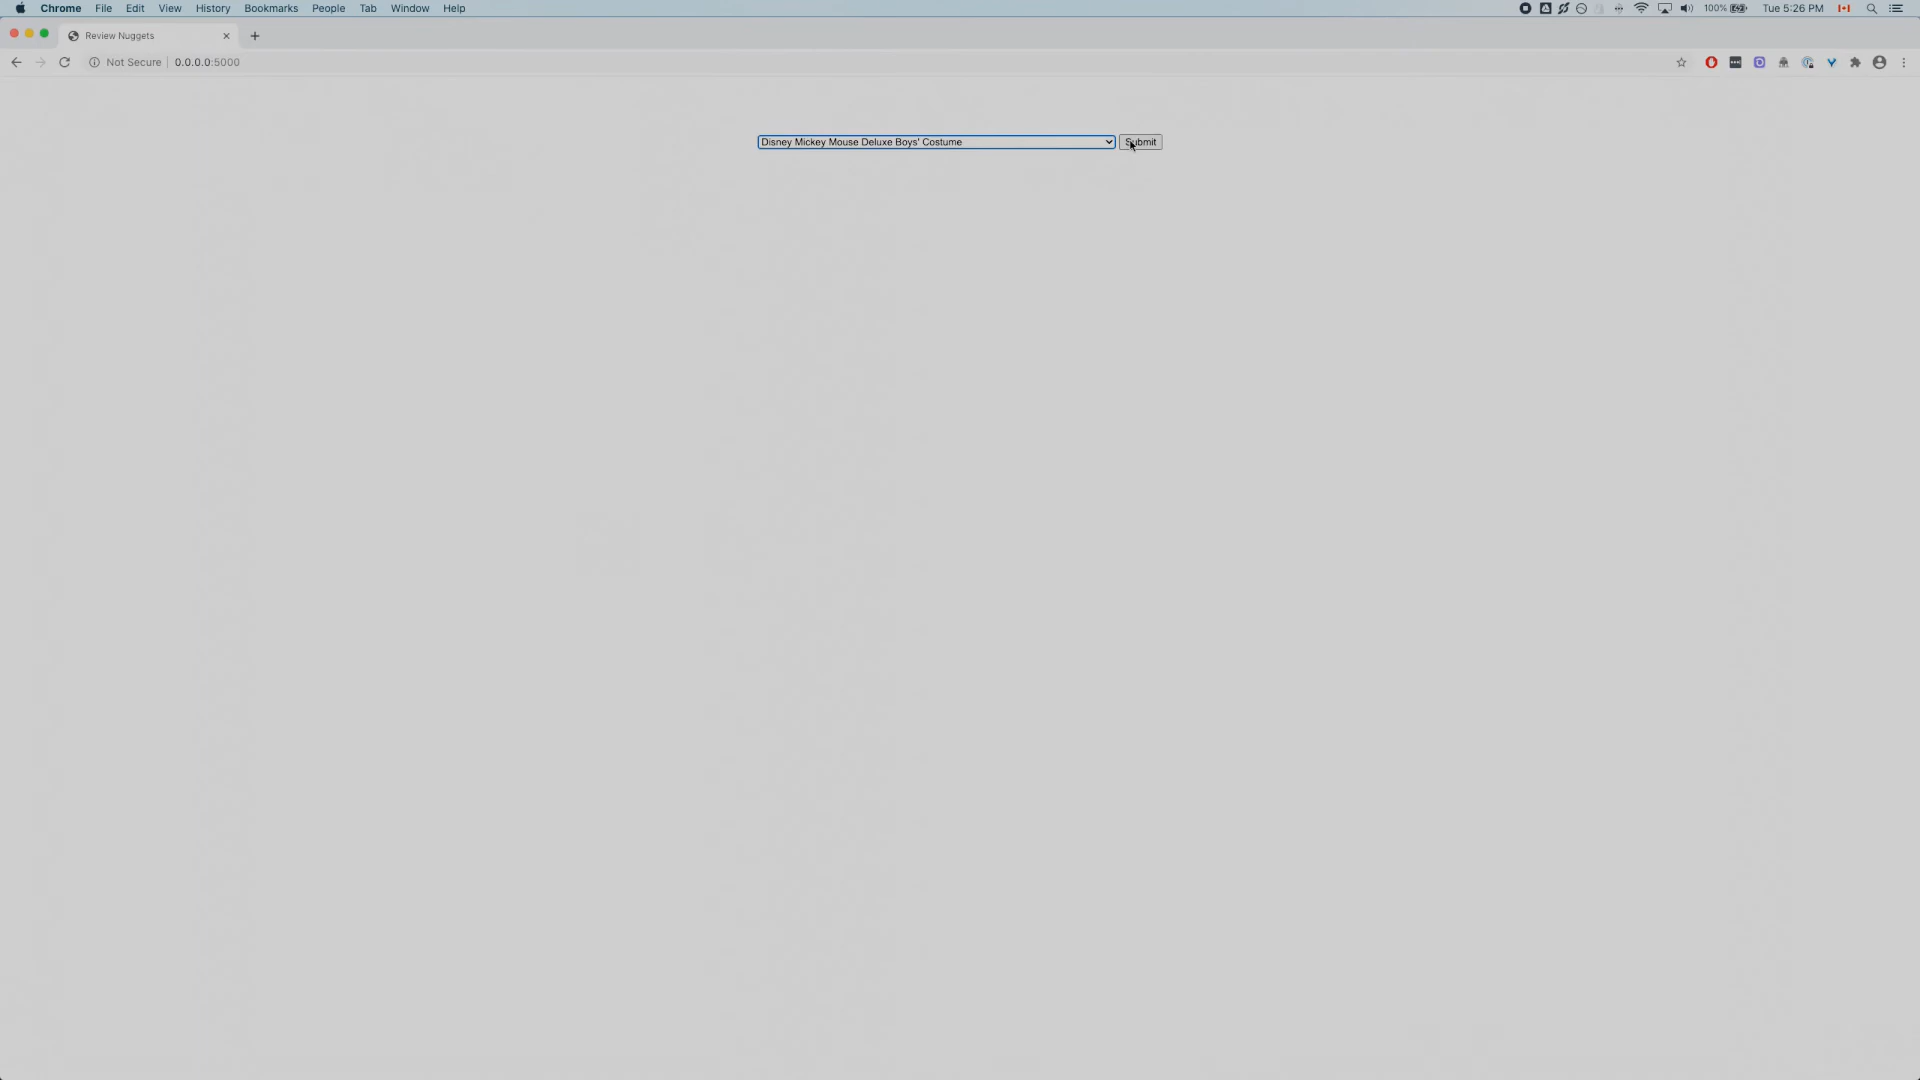 Chrome File Edit View History Bookmarks People Tab Window Help 100% Tue 5:26 PM
Review Nuggets
Not Secure 0.0.0.0:5000
Disney Mickey Mouse Deluxe Boys' Costume Submit